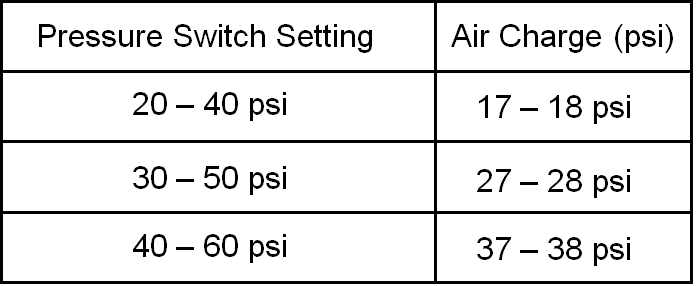 Pressure Switch Setting Air Charge (psi)
20 – 40 psi 17 – 18 psi
30 – 50 psi 27 – 28 psi
40 – 60 psi 37 – 38 psi